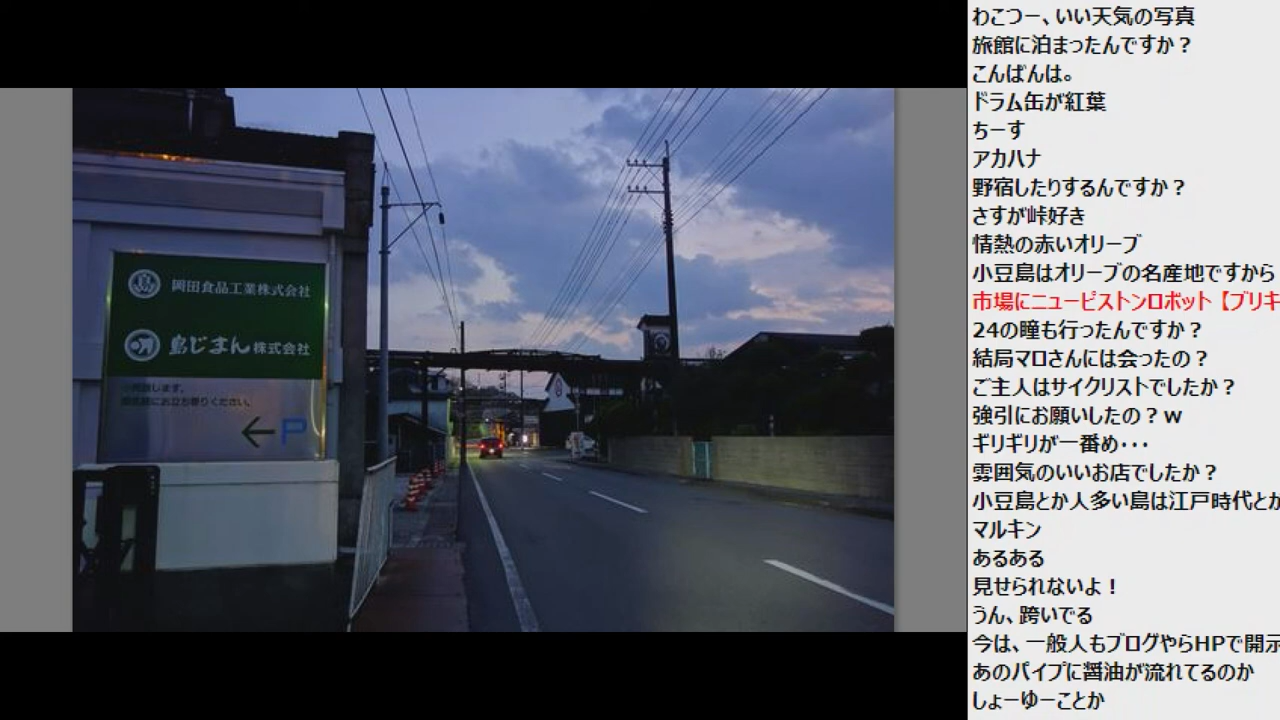 岡田食品工業株式会社
島じまん株式会社
お気軽にお立ち寄りください。
P
わこつー、いい天気の写真
旅館に泊まったんですか？
こんばんは。
ドラム缶が紅葉
ちーす
アカハナ
野宿したりするんですか？
さすが峠好き
情熱の赤いオリーブ
小豆島はオリーブの名産地ですから
市場にニューピストンロボット【ブリキ
24の瞳も行ったんですか？
結局マロさんには会ったの？
ご主人はサイクリストでしたか？
強引にお願いしたの？ｗ
ギリギリが一番め･･･
雰囲気のいいお店でしたか？
小豆島とか人多い島は江戸時代とか
マルキン
あるある
見せられないよ！
うん、跨いでる
今は、一般人もブログやらHPで開示
あのパイプに醤油が流れてるのか
しょーゆーことか